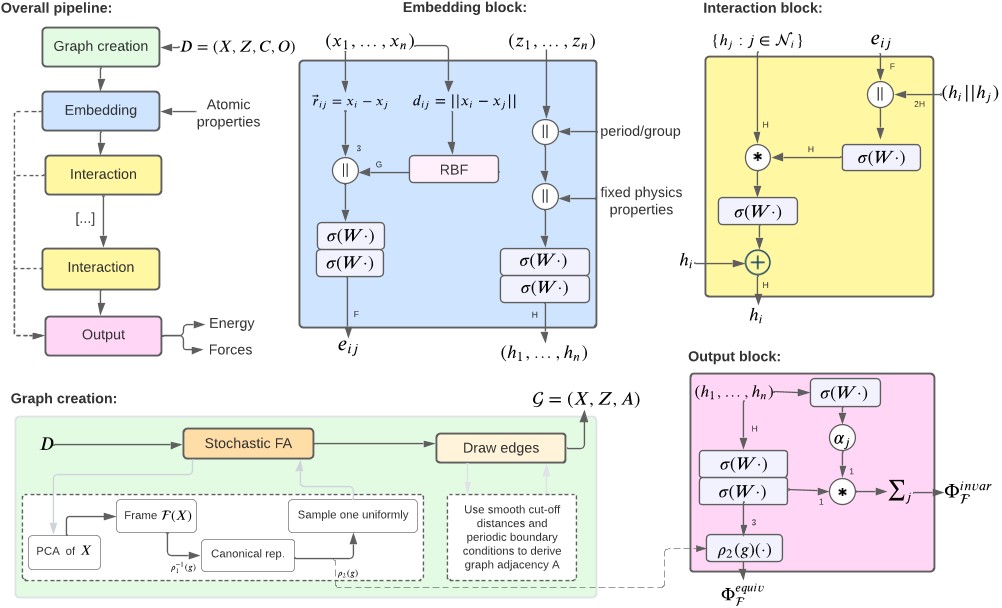 Overall pipeline:
Graph creation
D = (X, Z, C, O)
Embedding
Atomic
properties
Interaction
[...]
Interaction
Output
Energy
Forces
Embedding block:
(x₁, . . . , xₙ)
(z₁, . . . , zₙ)
r⃗ᵢⱼ = xᵢ − xⱼ
dᵢⱼ = ||xᵢ − xⱼ||
||
period/group
3
||
G
RBF
||
fixed physics
properties
σ(W·)
σ(W·)
σ(W·)
σ(W·)
F
H
eᵢⱼ
(h₁, . . . , hₙ)
Interaction block:
{hⱼ : j ∈ 𝒩ᵢ}
eᵢⱼ
F
||
(hᵢ||hⱼ)
2H
H
*
H
σ(W·)
σ(W·)
hᵢ
+
H
hᵢ
Graph creation:
𝒢 = (X, Z, A)
D
Stochastic FA
Draw edges
PCA of X
Frame ℱ(X)
ρ₁⁻¹(g)
Canonical rep.
ρ₂(g)
Sample one uniformly
Use smooth cut-off
distances and
periodic boundary
conditions to derive
graph adjacency A
Output block:
(h₁, . . . , hₙ)
σ(W·)
H
αⱼ
σ(W·)
σ(W·)
1
1
*
∑ⱼ
Φ_ℱ^{invar}
3
ρ₂(g)(·)
Φ_ℱ^{equiv}